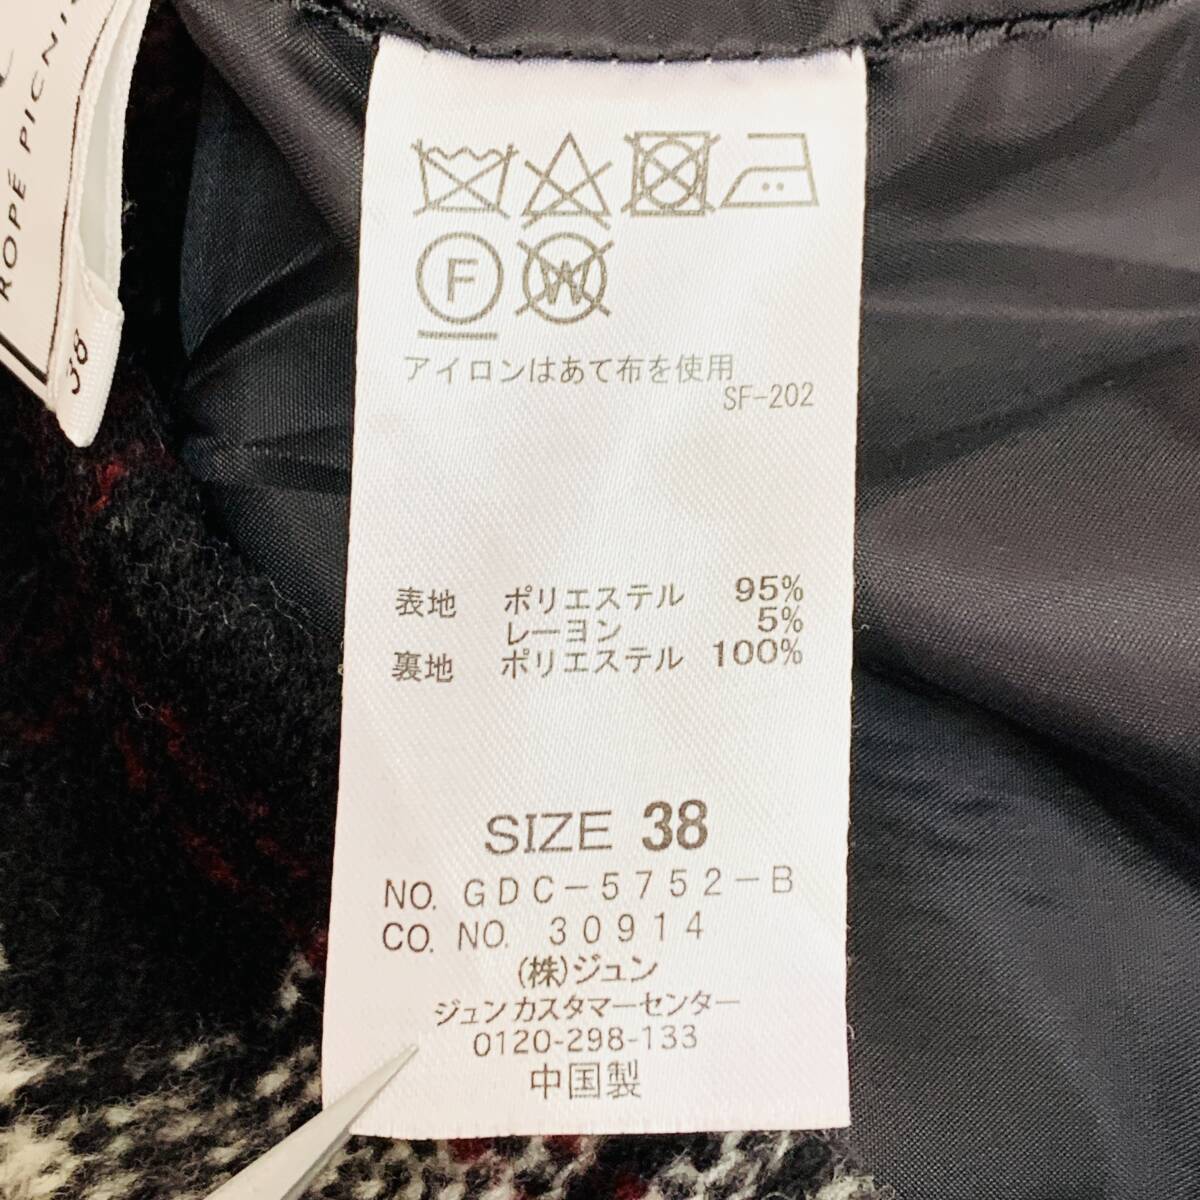 ROPÉ PICNIC
38
F
W
アイロンはあて布を使用
SF-202
表地 ポリエステル 95%
レーヨン 5%
裏地 ポリエステル 100%
SIZE 38
NO. GDC-5752-B
CO. NO. 30914
(株)ジュン
ジュンカスタマーセンター
0120-298-133
中国製